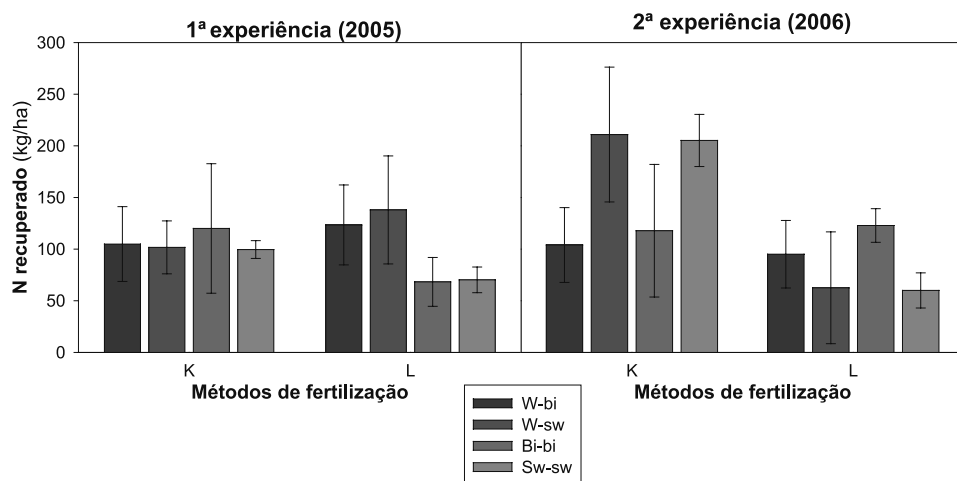 1ª experiência (2005)
2ª experiência (2006)
N recuperado (kg/ha)
300
250
200
150
100
50
0
K
L
K
L
Métodos de fertilização
Métodos de fertilização
W-bi
W-sw
Bi-bi
Sw-sw